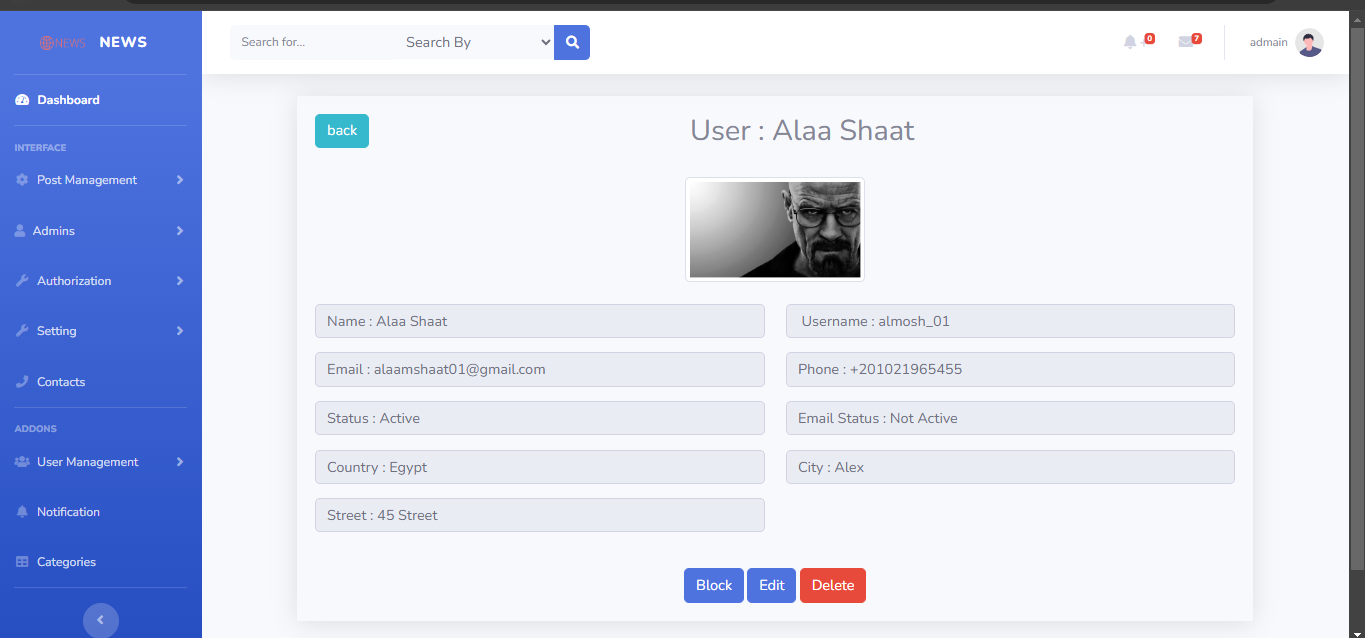 NEWS NEWS
Dashboard
INTERFACE
Post Management
Admins
Authorization
Setting
Contacts
ADDONS
User Management
Notification
Categories
Search for...
Search By
0
7
admin
back
User : Alaa Shaat
Name : Alaa Shaat
Username : almosh_01
Email : alaamshaat01@gmail.com
Phone : +201021965455
Status : Active
Email Status : Not Active
Country : Egypt
City : Alex
Street : 45 Street
Block Edit Delete